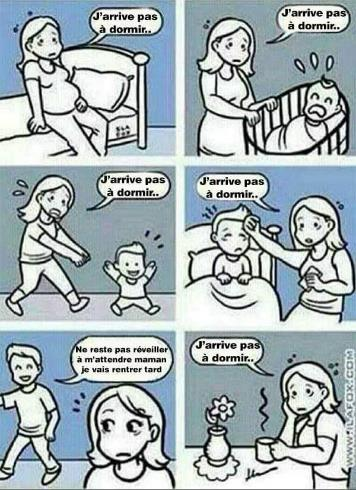 J'arrive pas
à dormir..
J'arrive pas
à dormir..
J'arrive pas
à dormir..
J'arrive pas
à dormir..
Ne reste pas réveiller
à m'attendre maman
je vais rentrer tard
J'arrive pas
à dormir..
www.ILAFOX.COM